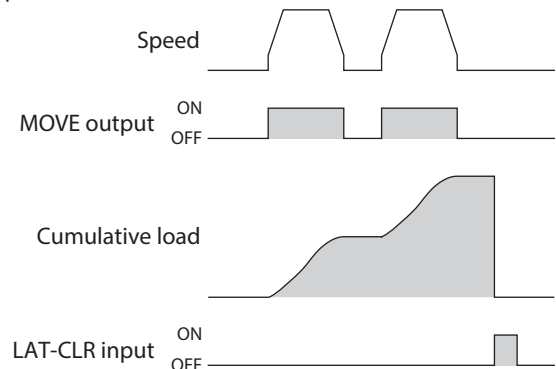 Speed
MOVE output
ON
OFF
Cumulative load
LAT-CLR input
ON
OFF